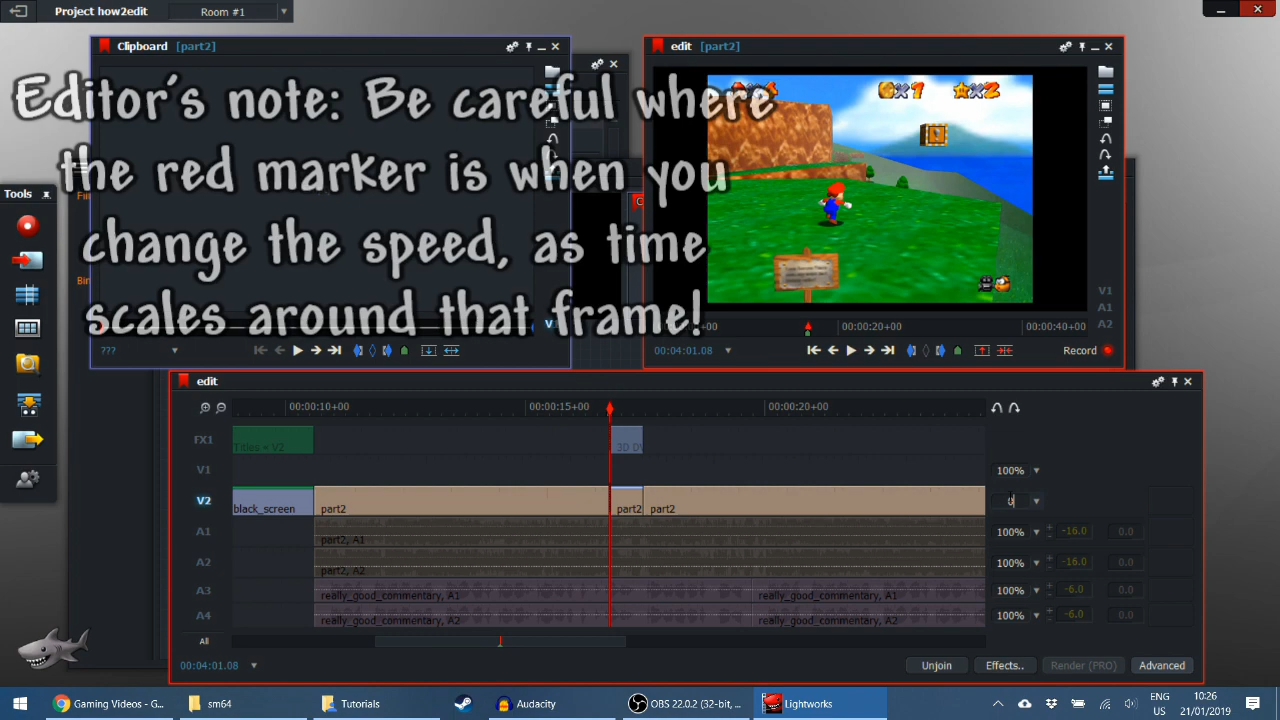 Project how2edit
Room #1
Clipboard [part2]
edit [part2]
Editor's note: Be careful where
the red marker is when you
change the speed, as time
scales around that frame!
Tools
V1
A1
A2
+00
00:00:20+00
00:00:40+00
???
00:04:01.08
Record
edit
00:00:10+00
00:00:15+00
00:00:20+00
FX1
Titles < V2
3D D
V1
100%
V2
black_screen
part2
part2
part2
A1
part2, A1
100%
-16.0
0.0
A2
part2, A2
100%
-16.0
0.0
A3
really_good_commentary, A1
really_good_commentary, A1
100%
-6.0
0.0
A4
really_good_commentary, A2
really_good_commentary, A2
100%
-6.0
0.0
All
00:04:01.08
Unjoin
Effects..
Render (PRO)
Advanced
Gaming Videos - G...
sm64
Tutorials
Audacity
OBS 22.0.2 (32-bit, ...
Lightworks
ENG
US
10:26
21/01/2019